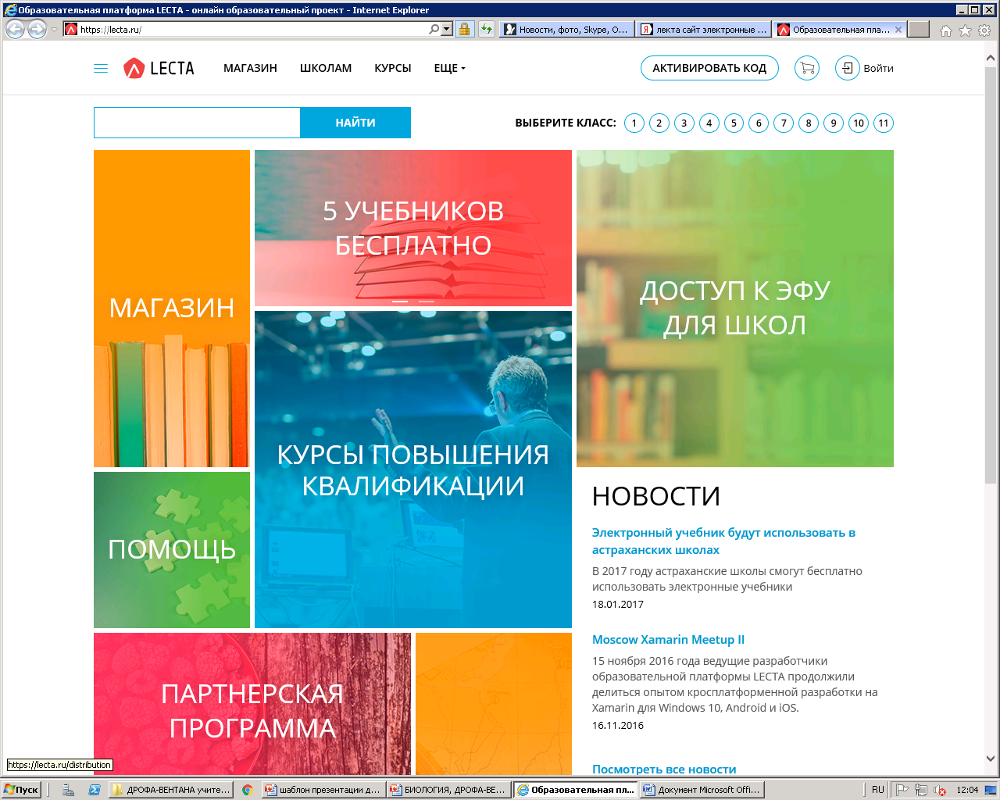 Образовательная платформа LECTA - онлайн образовательный проект - Internet Explorer
https://lecta.ru/
Новости, фото, Skype, О...
лекта сайт электронные ...
Образовательная пла...
LECTA
МАГАЗИН
ШКОЛАМ
КУРСЫ
ЕЩЕ
АКТИВИРОВАТЬ КОД
Войти
НАЙТИ
ВЫБЕРИТЕ КЛАСС:
1 2 3 4 5 6 7 8 9 10 11
МАГАЗИН
5 УЧЕБНИКОВ
БЕСПЛАТНО
ДОСТУП К ЭФУ
ДЛЯ ШКОЛ
КУРСЫ ПОВЫШЕНИЯ
КВАЛИФИКАЦИИ
ПОМОЩЬ
НОВОСТИ
Электронный учебник будут использовать в
астраханских школах
В 2017 году астраханские школы смогут бесплатно
использовать электронные учебники
18.01.2017
Moscow Xamarin Meetup II
15 ноября 2016 года ведущие разработчики
образовательной платформы LECTA продолжили
делиться опытом кросплатформенной разработки на
Xamarin для Windows 10, Android и iOS.
16.11.2016
Посмотреть все новости
ПАРТНЕРСКАЯ
ПРОГРАММА
https://lecta.ru/distribution
Пуск
ДРОФА-ВЕНТАНА учите...
шаблон презентации д...
БИОЛОГИЯ, ДРОФА-ВЕ...
Образовательная пл...
Документ Microsoft Offi...
RU
12:04